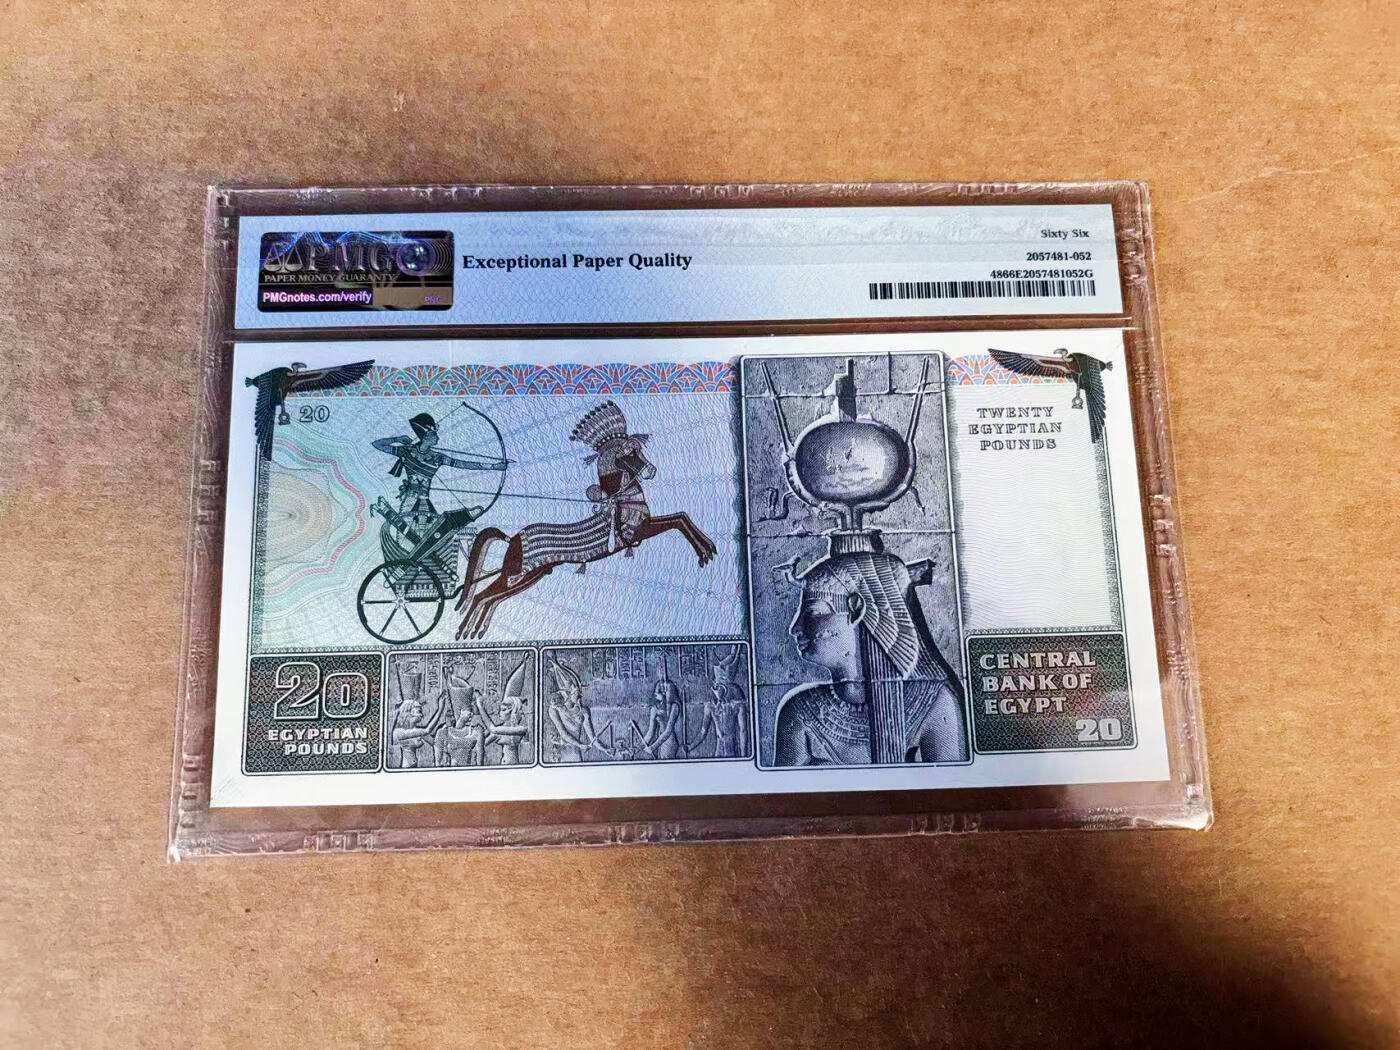 PMG
PAPER MONEY GUARANTY
PMGnotes.com/verify
Exceptional Paper Quality
Sixty Six
2057481-052
4866E2057481052G
20
TWENTY
EGYPTIAN
POUNDS
20
EGYPTIAN
POUNDS
CENTRAL
BANK OF
EGYPT
20